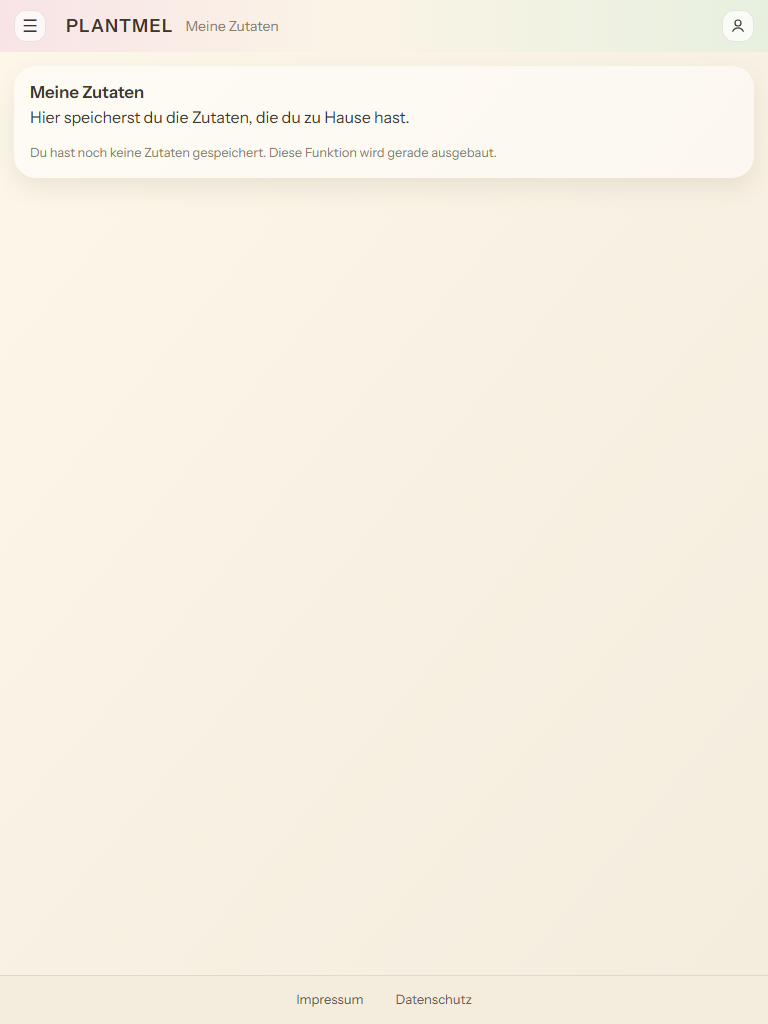 PLANTMEL Meine Zutaten
Meine Zutaten
Hier speicherst du die Zutaten, die du zu Hause hast.
Du hast noch keine Zutaten gespeichert. Diese Funktion wird gerade ausgebaut.
Impressum Datenschutz